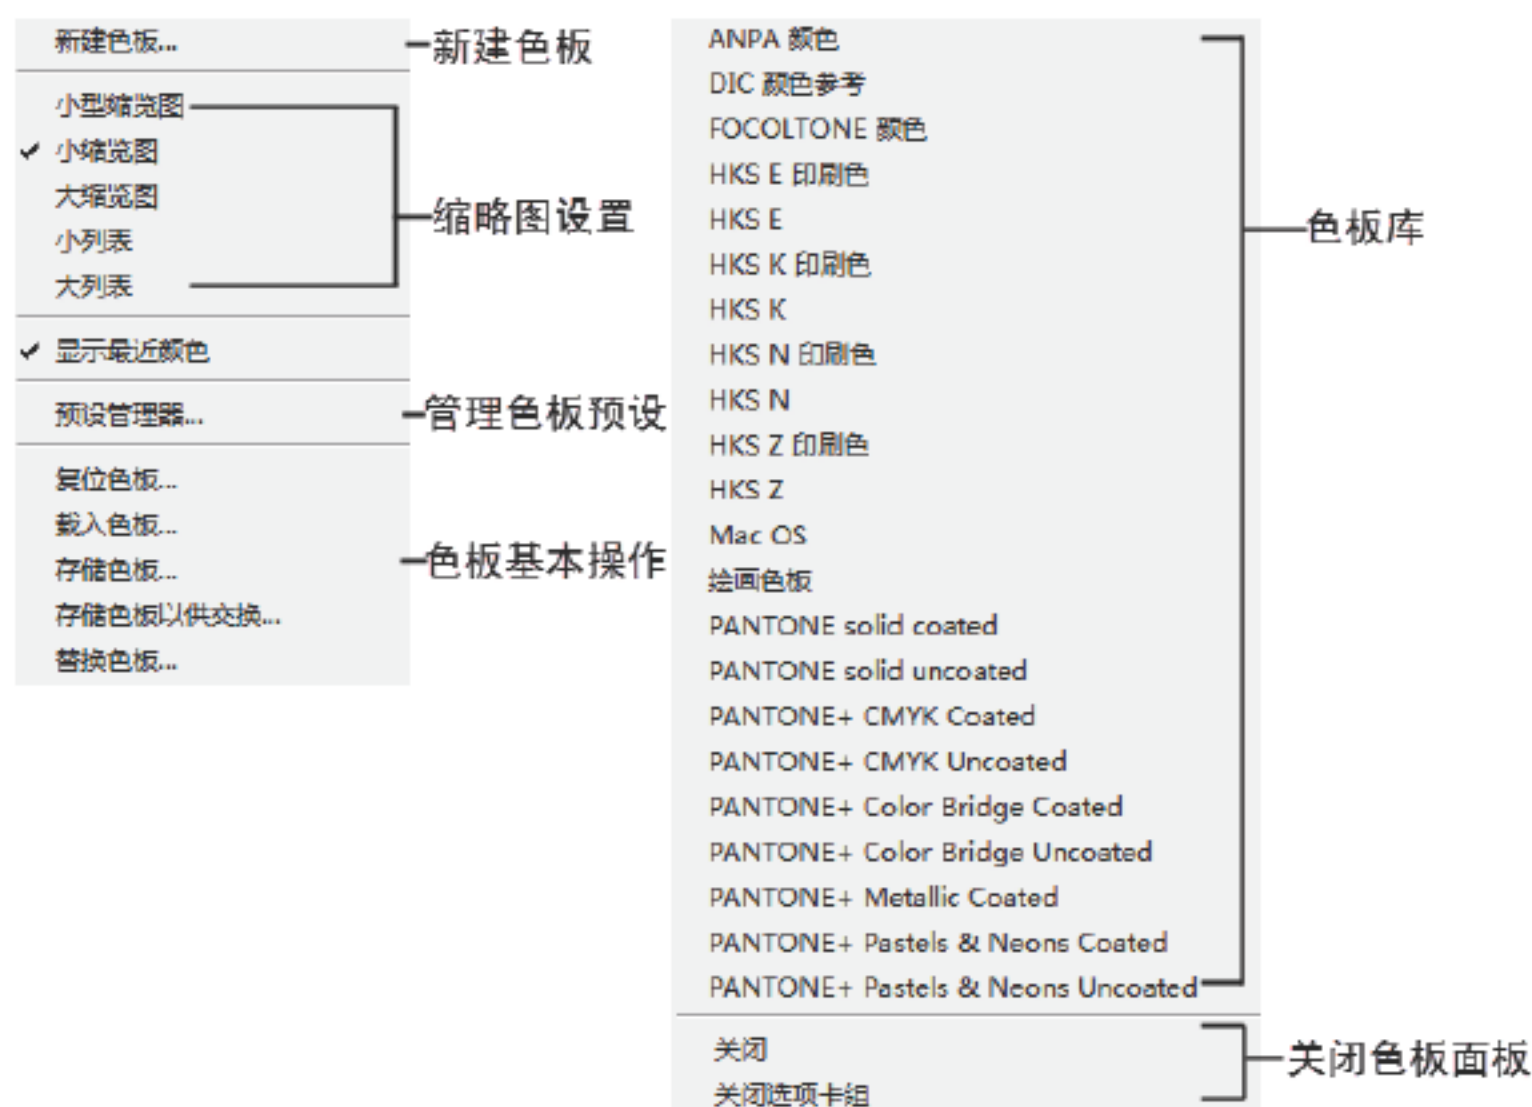 新建色板...
新建色板
小型缩览图
小缩览图
大缩览图
小列表
大列表
缩略图设置
显示最近颜色
预设管理器...
管理色板预设
复位色板...
载入色板...
存储色板...
存储色板以供交换...
替换色板...
色板基本操作
ANPA 颜色
DIC 颜色参考
FOCOLTONE 颜色
HKS E 印刷色
HKS E
HKS K 印刷色
HKS K
HKS N 印刷色
HKS N
HKS Z 印刷色
HKS Z
Mac OS
绘画色板
PANTONE solid coated
PANTONE solid uncoated
PANTONE+ CMYK Coated
PANTONE+ CMYK Uncoated
PANTONE+ Color Bridge Coated
PANTONE+ Color Bridge Uncoated
PANTONE+ Metallic Coated
PANTONE+ Pastels & Neons Coated
PANTONE+ Pastels & Neons Uncoated
色板库
关闭
关闭选项卡组
关闭色板面板